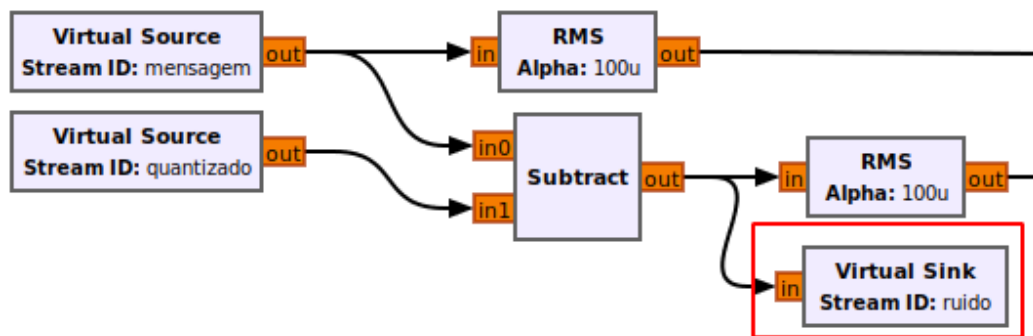 Virtual Source
Stream ID: mensagem
out
in
RMS
Alpha: 100u
out
Virtual Source
Stream ID: quantizado
out
in0
in1
Subtract
out
in
RMS
Alpha: 100u
out
in
Virtual Sink
Stream ID: ruido